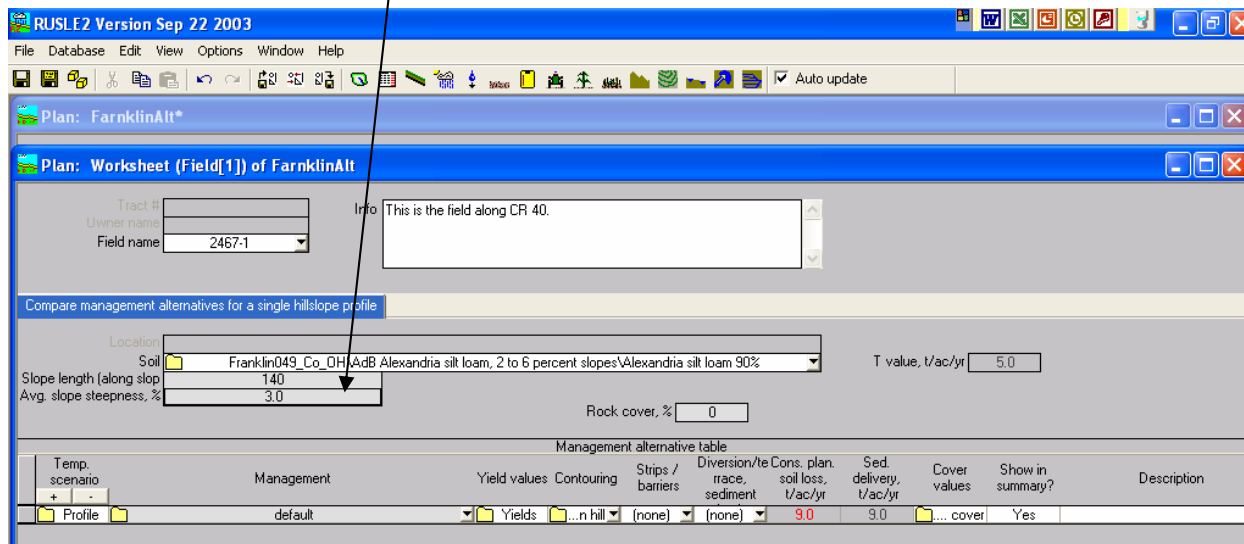 RUSLE2 Version Sep 22 2003
File Database Edit View Options Window Help
Auto update
Plan: FarnklinAlt*
Plan: Worksheet (Field[1]) of FarnklinAlt
Tract #
Owner name
Field name 2467-1
Info This is the field along CR 40.
Compare management alternatives for a single hillslope profile
Location
Soil Franklin049_Co_OH\AdB Alexandria silt loam, 2 to 6 percent slopes\Alexandria silt loam 90% T value, t/ac/yr 5.0
Slope length (along slop 140
Avg. slope steepness, % 3.0
Rock cover, % 0
Management alternative table
Temp. scenario + - Management Yield values Contouring Strips / barriers Diversion/te rrace, sediment Cons. plan. soil loss, t/ac/yr Sed. delivery, t/ac/yr Cover values Show in summary? Description
Profile default Yields ...n hill (none) (none) 9.0 9.0 .... cover Yes